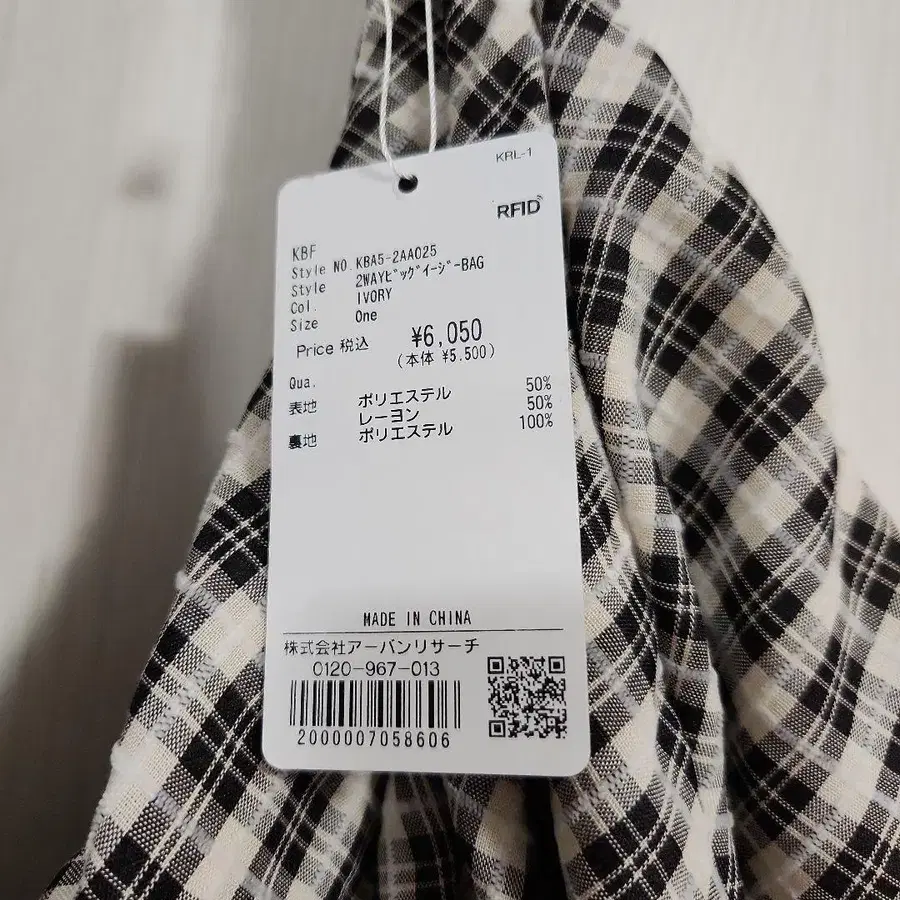 KRL-1
RFID
KBF
Style NO. KBA5-2AA025
Style 2WAYビッグイージーBAG
Col. IVORY
Size One
Price 税込 ¥6,050
(本体 ¥5,500)
Qua.
表地 ポリエステル 50%
レーヨン 50%
裏地 ポリエステル 100%
MADE IN CHINA
株式会社アーバンリサーチ
0120-967-013
2000007058606